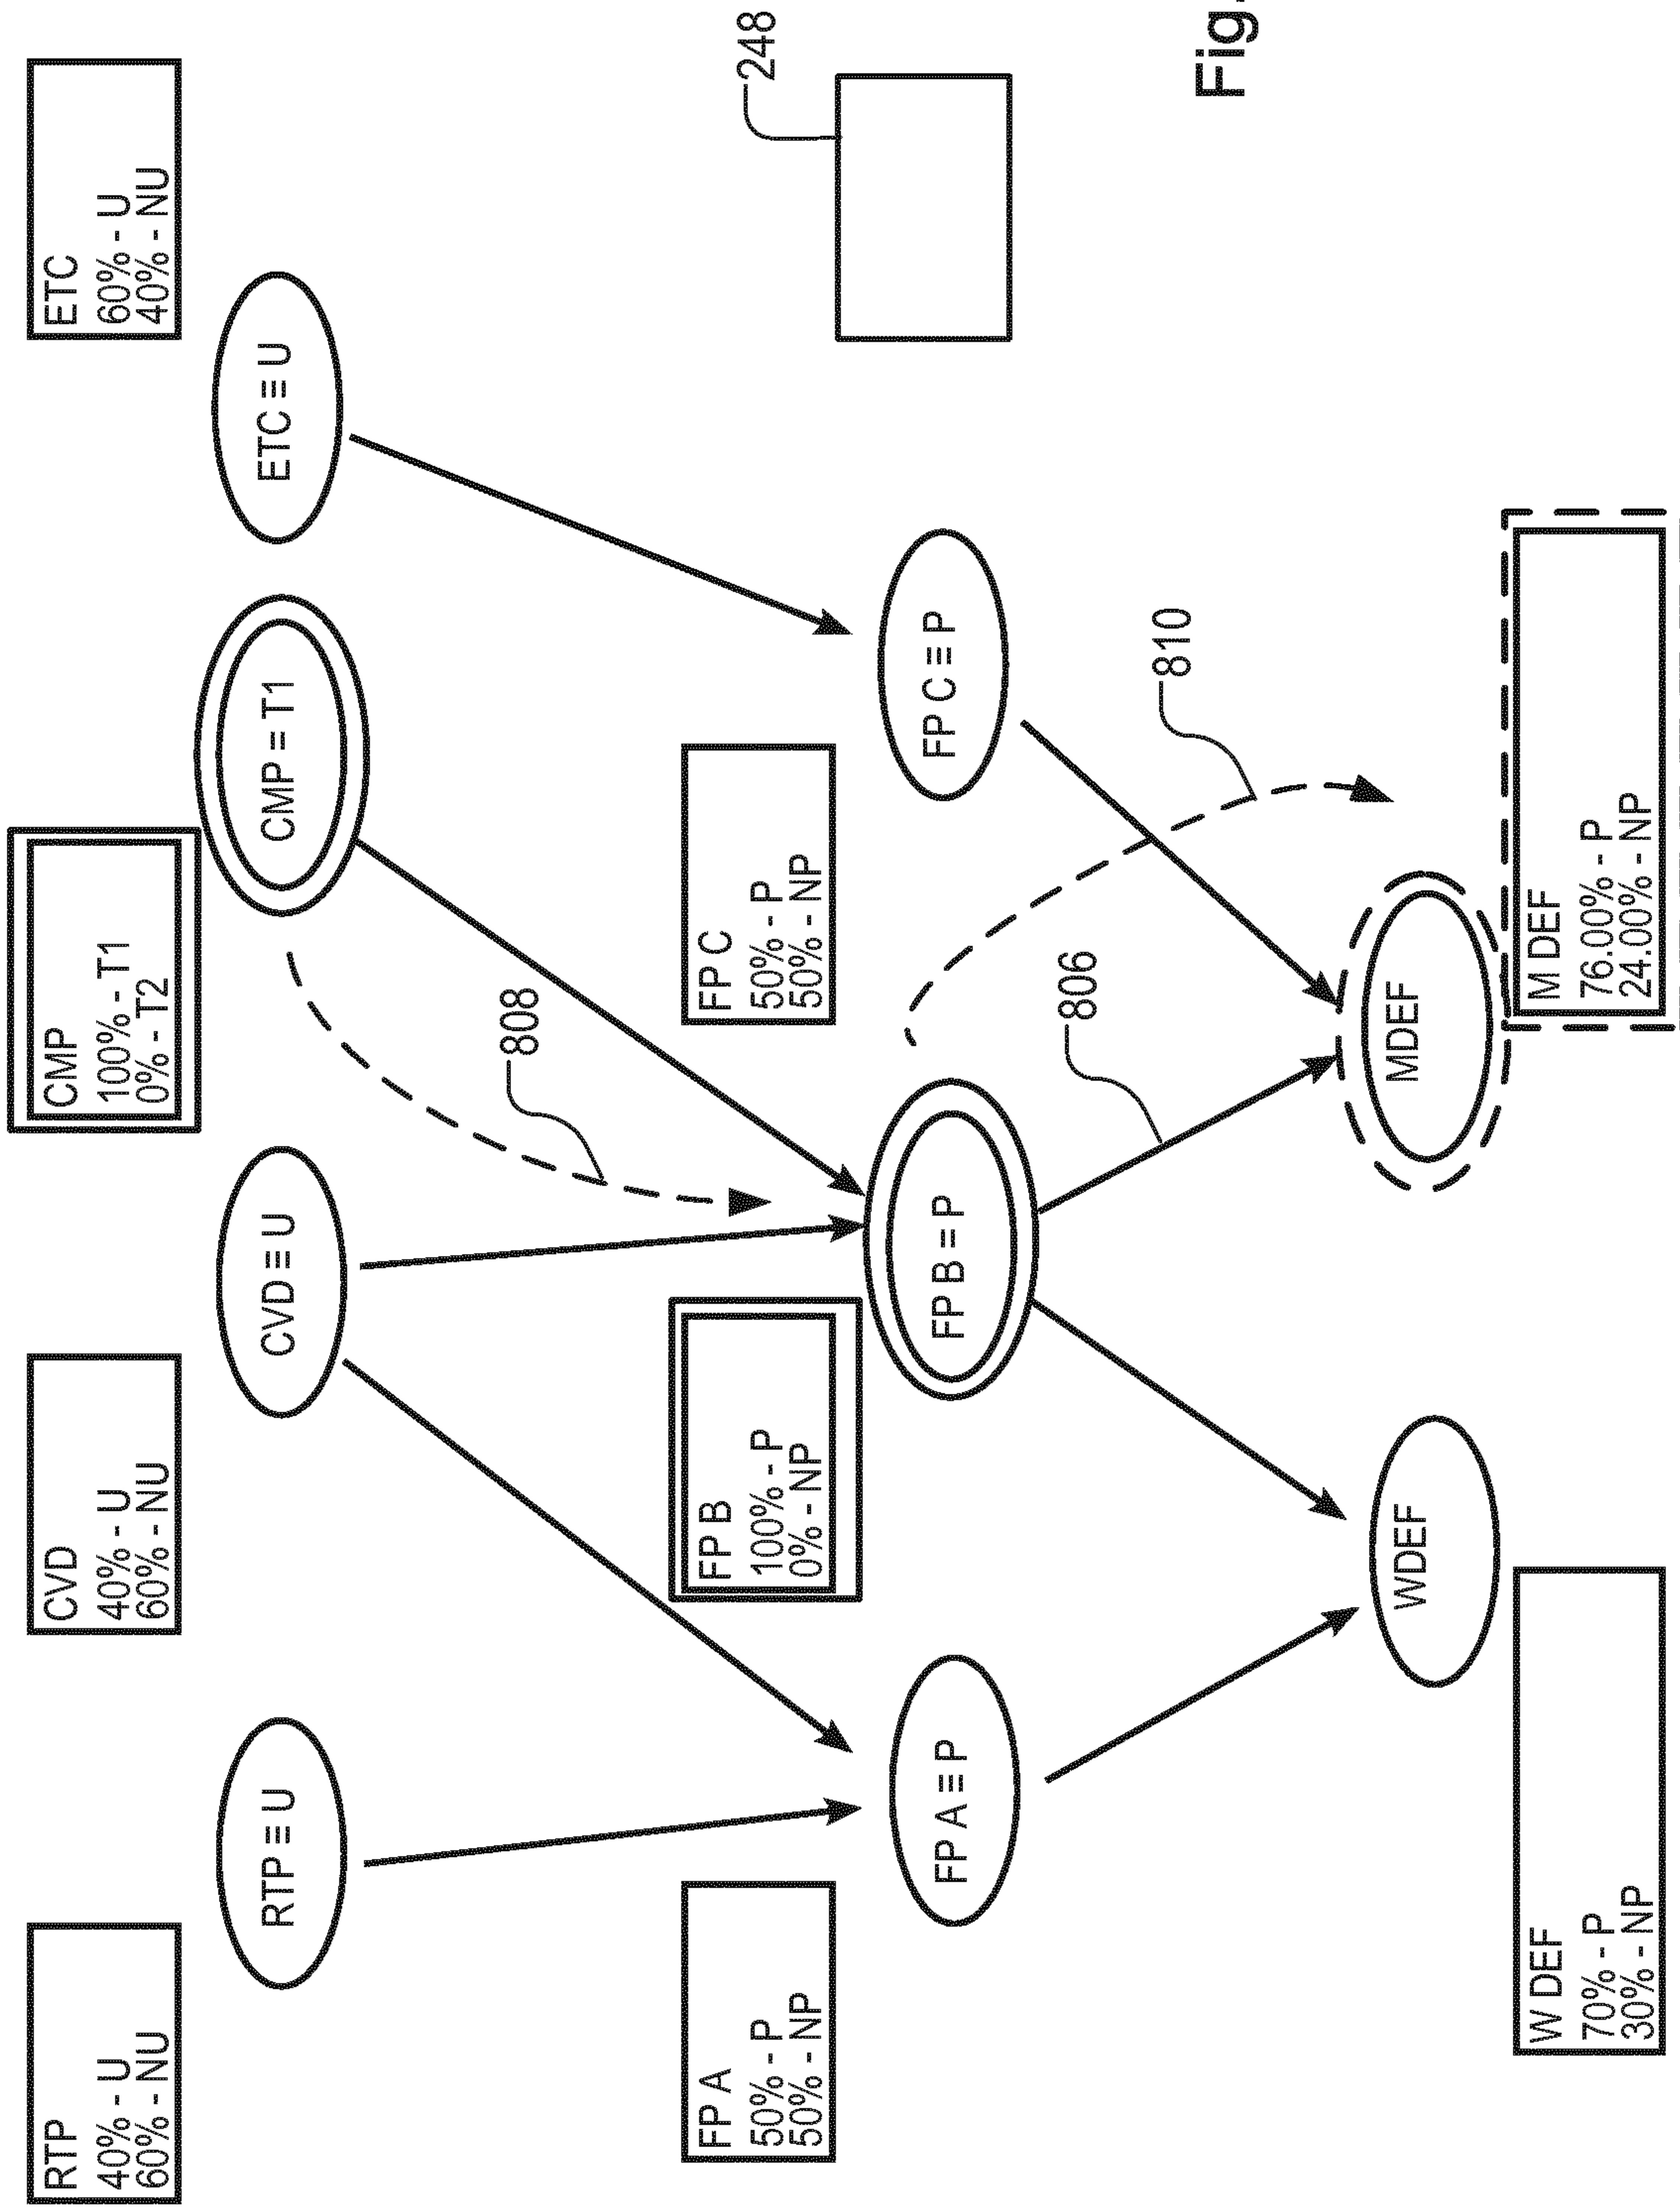 RTP
40% - U
60% - NU
CVD
40% - U
60% - NU
CMP
100% - T1
0% - T2
ETC
60% - U
40% - NU
RTP ≡ U
CVD ≡ U
CMP = T1
ETC ≡ U
808
248
FP A
50% - P
50% - NP
FP B
100% - P
0% - NP
FP C
50% - P
50% - NP
FP A ≡ P
FP B = P
FP C ≡ P
806
810
Fig.
WDEF
MDEF
W DEF
70% - P
30% - NP
M DEF
76.00% - P
24.00% - NP